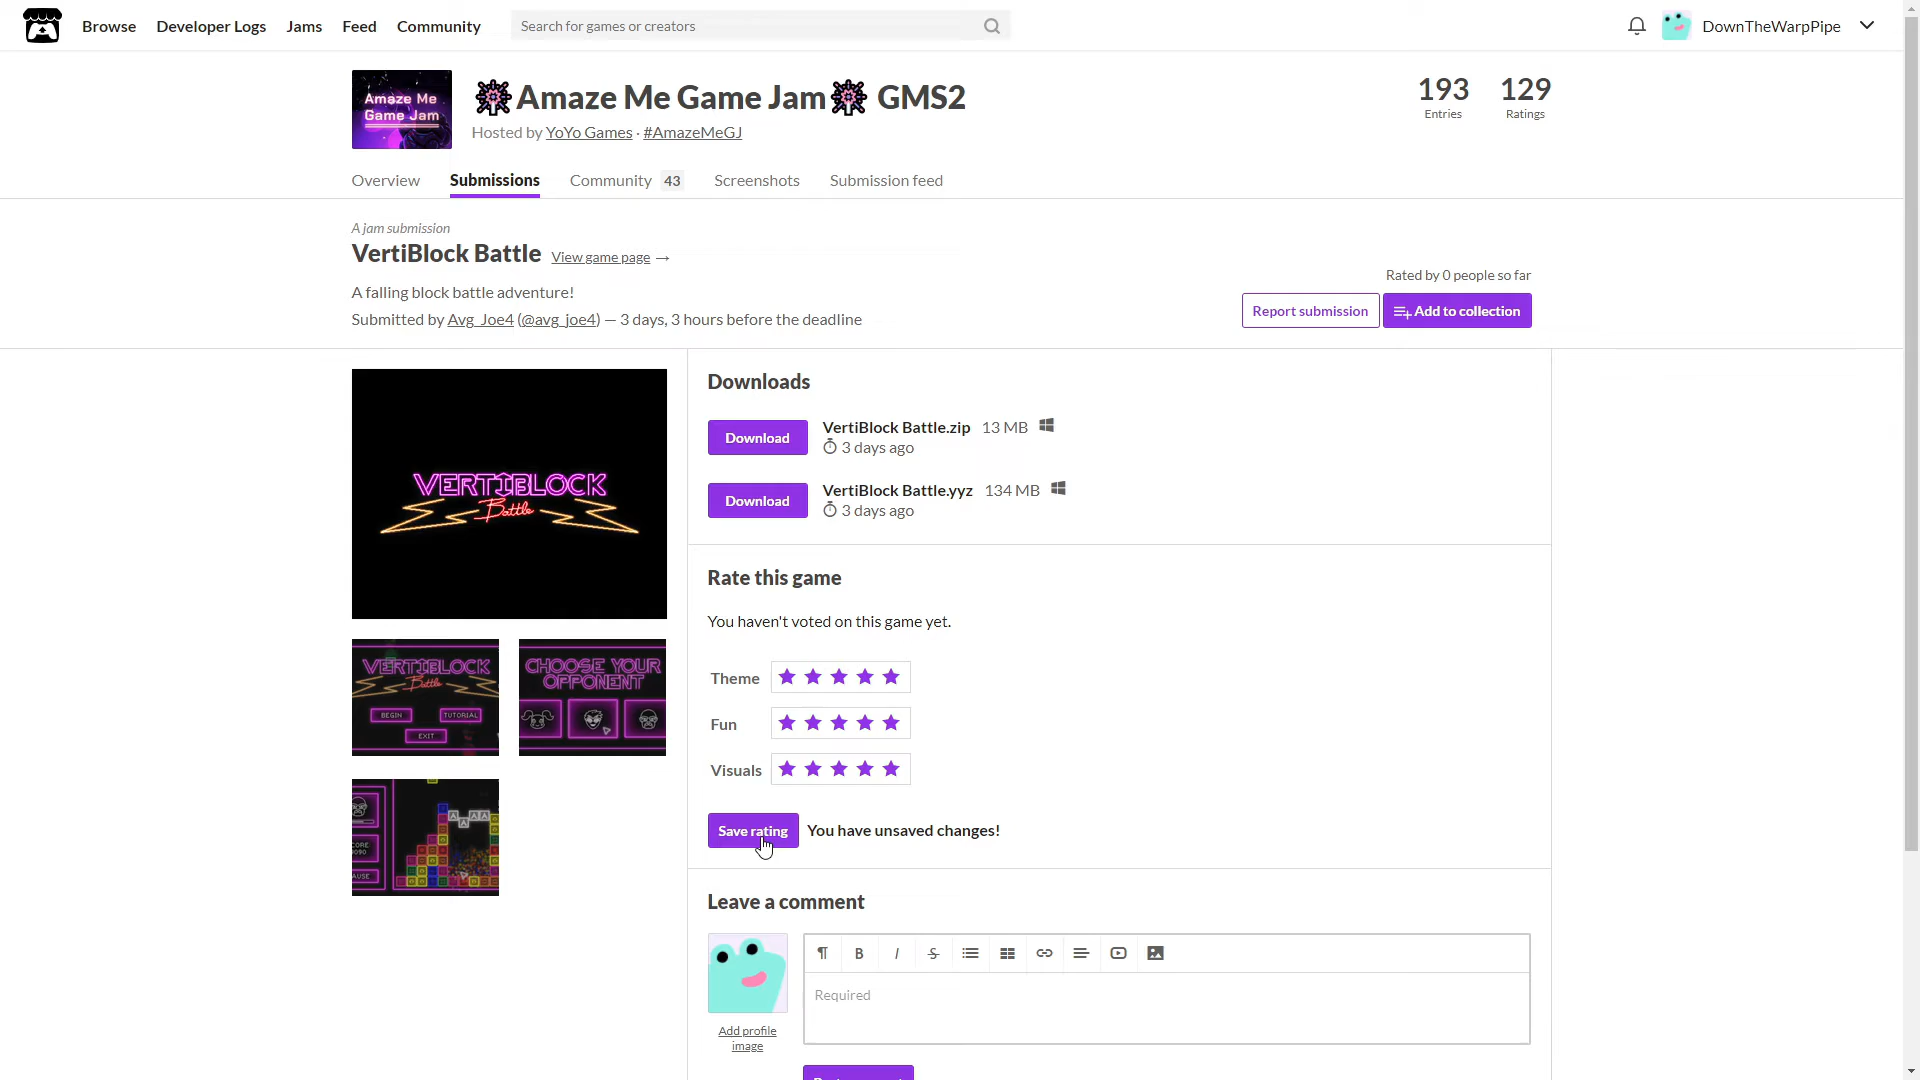 Browse Developer Logs Jams Feed Community Search for games or creators DownTheWarpPipe
Amaze Me
Game Jam
Amaze Me Game Jam GMS2
Hosted by YoYo Games · #AmazeMeGJ
193 129
Entries Ratings
Overview Submissions Community 43 Screenshots Submission feed
A jam submission
VertiBlock Battle View game page →
A falling block battle adventure!
Submitted by Avg_Joe4 (@avg_joe4) — 3 days, 3 hours before the deadline
Rated by 0 people so far
Report submission Add to collection
VERTIBLOCK
Battle
VERTIBLOCK
Battle
BEGIN TUTORIAL
EXIT
CHOOSE YOUR
OPPONENT
Downloads
Download VertiBlock Battle.zip 13 MB
3 days ago
Download VertiBlock Battle.yyz 134 MB
3 days ago
Rate this game
You haven't voted on this game yet.
Theme
Fun
Visuals
Save rating You have unsaved changes!
Leave a comment
B I S
Required
Add profile
image